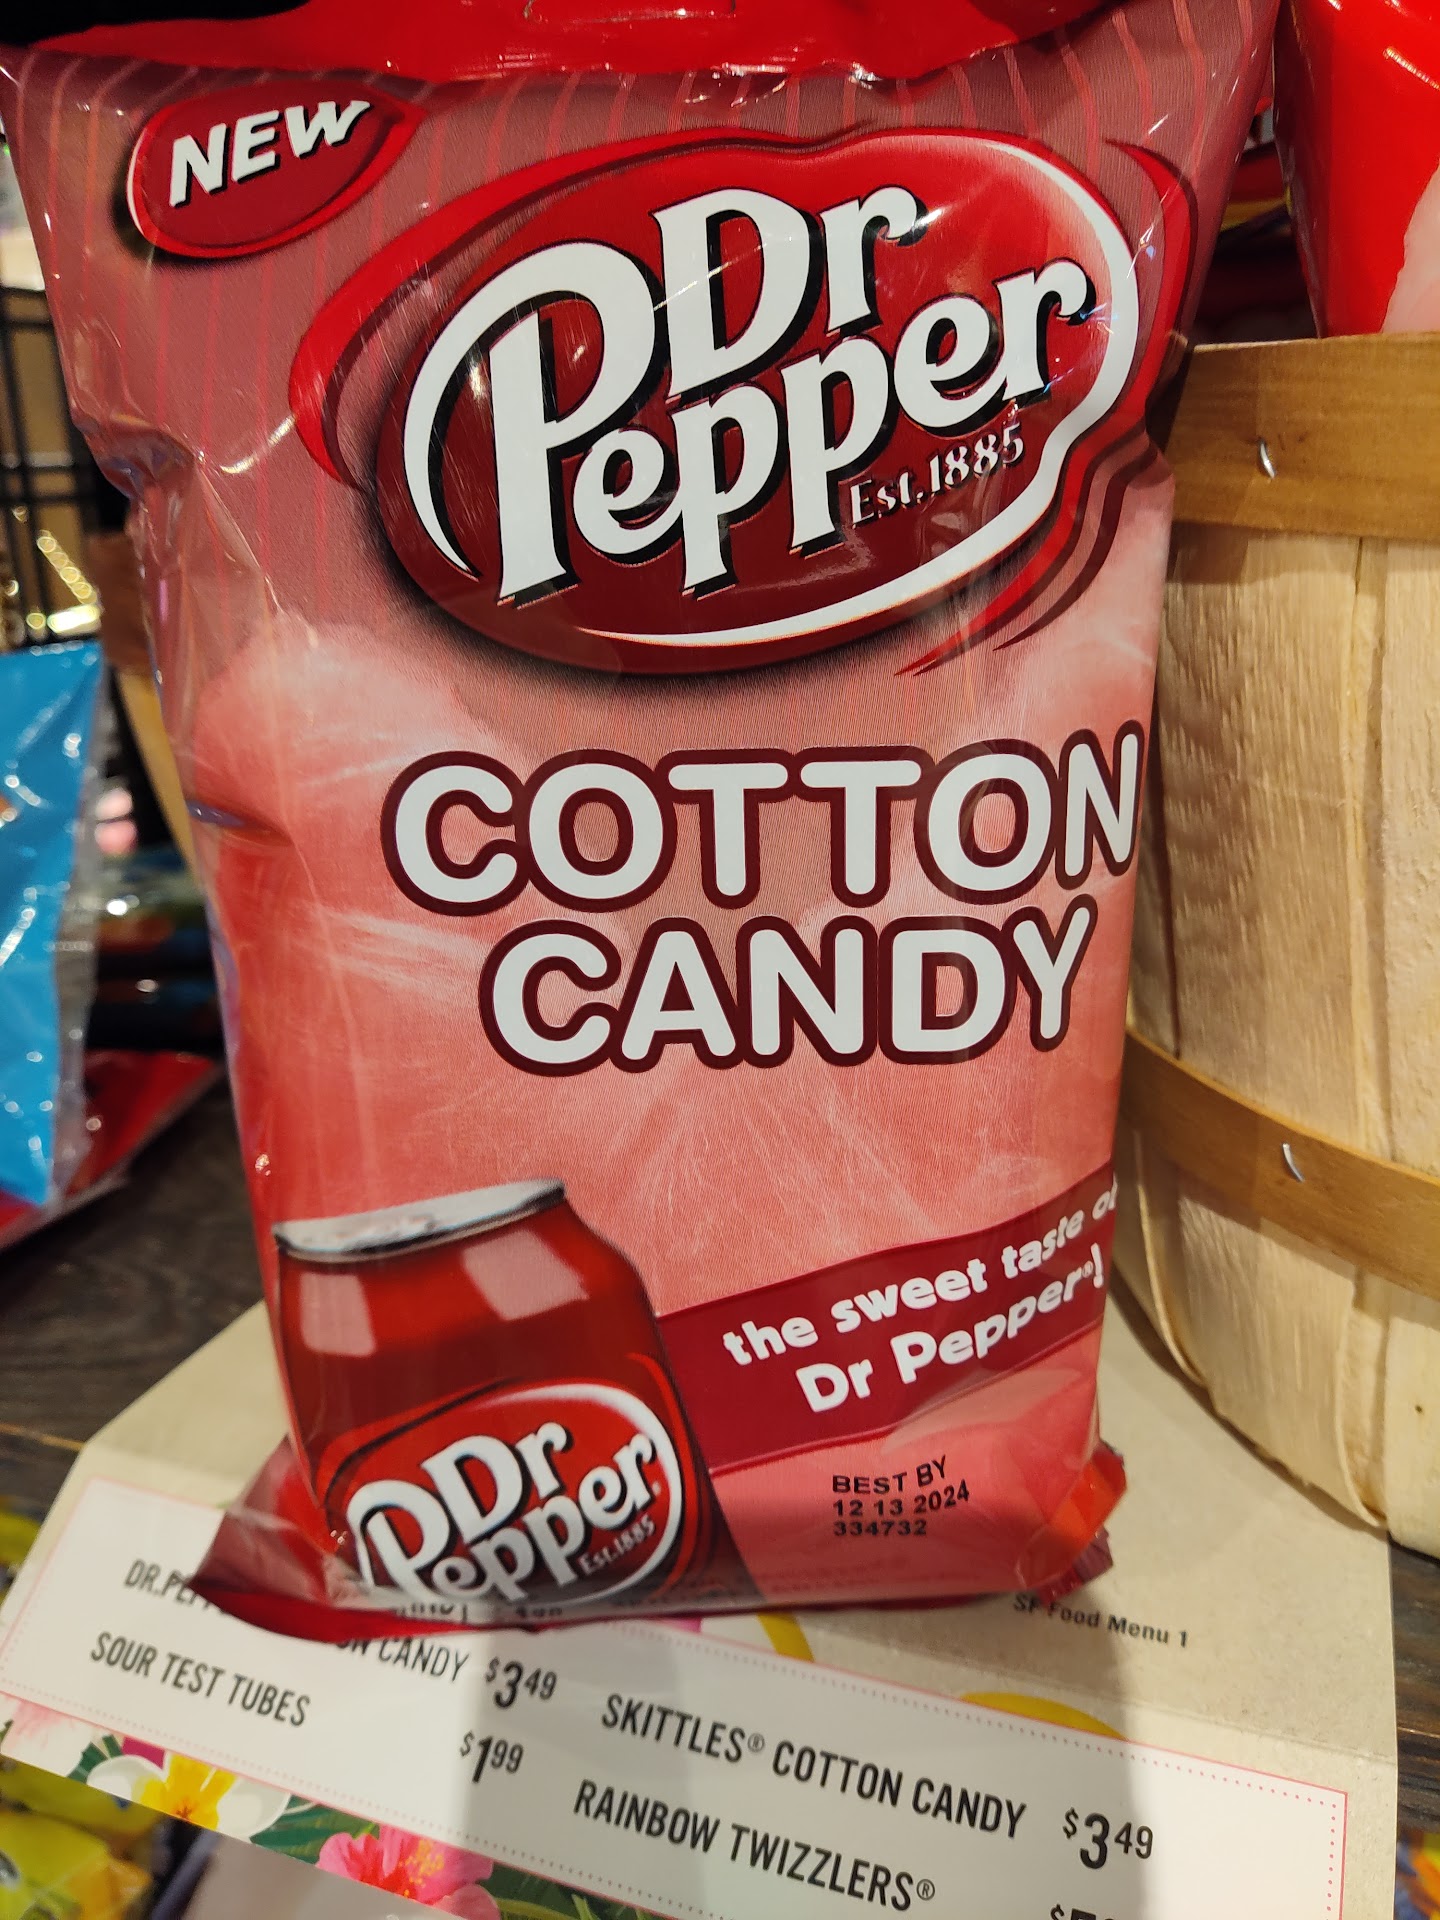 NEW
Dr
Pepper
Est.1885
COTTON
CANDY
the sweet taste of
Dr Pepper®!
Dr
Pepper
Est.1885
BEST BY
12 13 2024
334732
SF Food Menu 1
CANDY $3.49
SOUR TEST TUBES $1.99
SKITTLES® COTTON CANDY $3.49
RAINBOW TWIZZLERS®